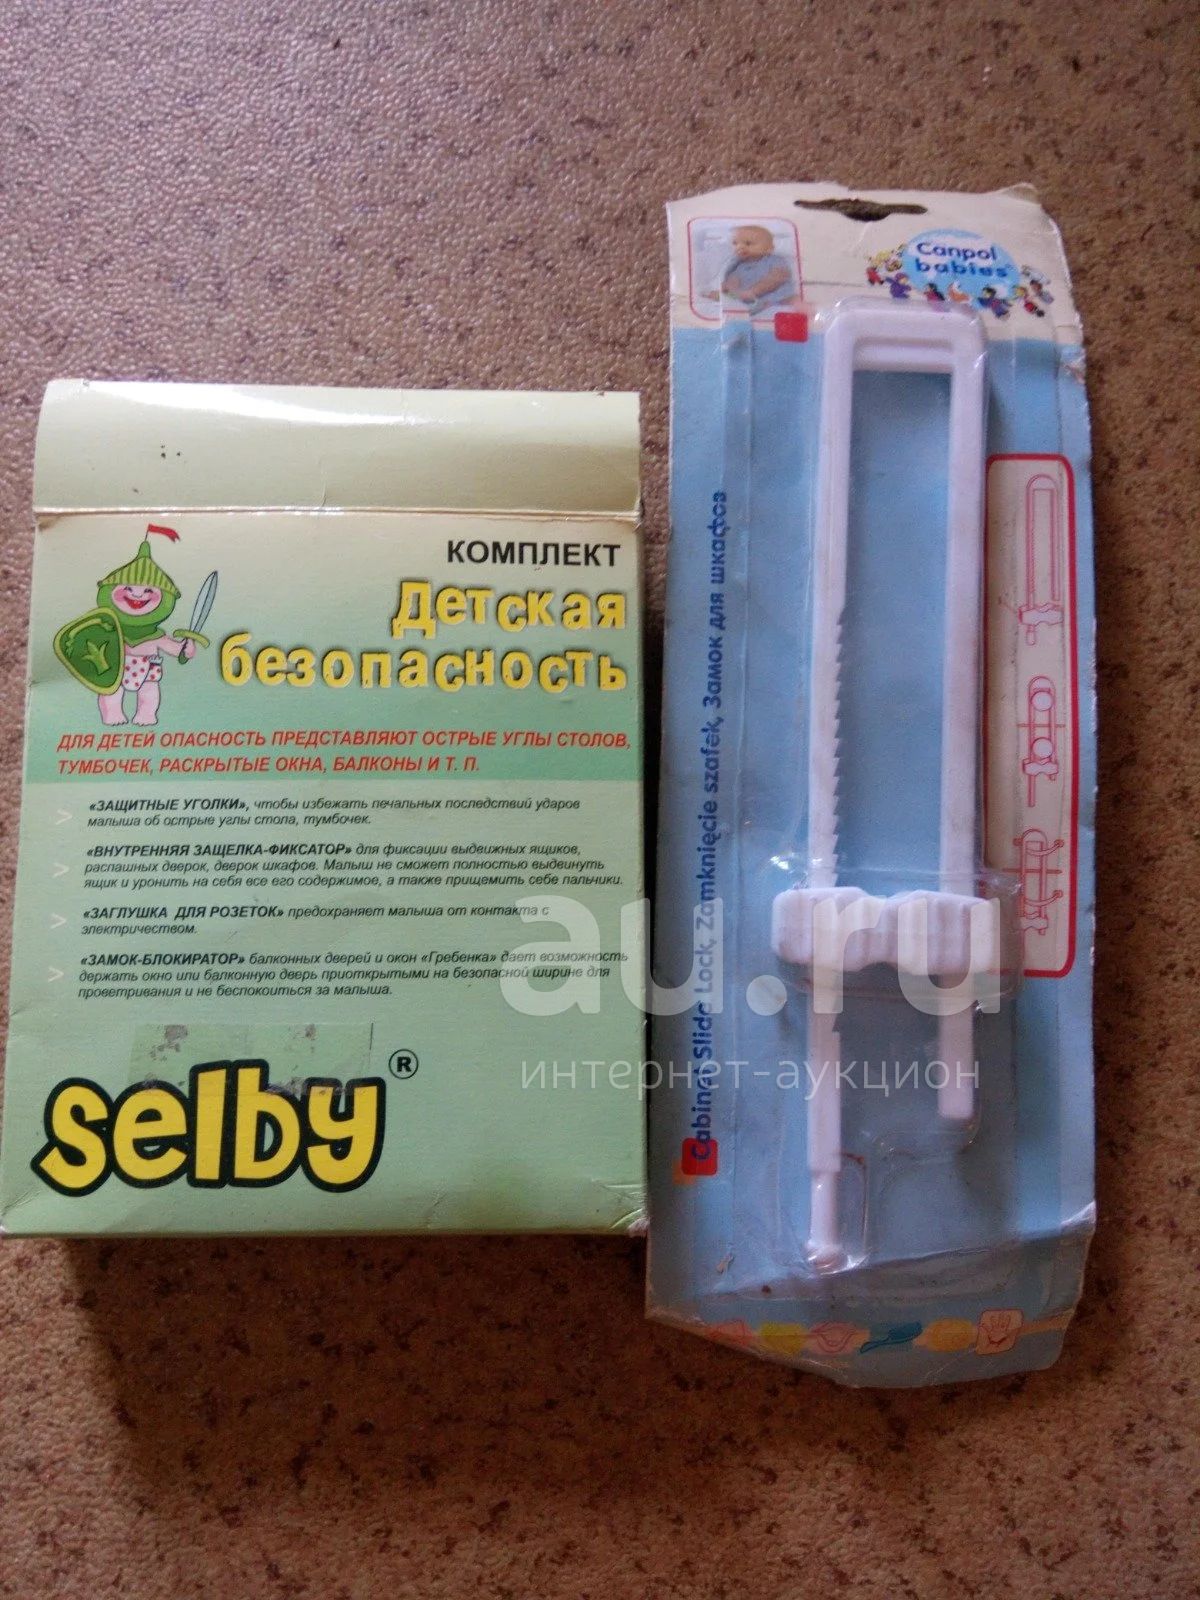 КОМПЛЕКТ
Детская
безопасность
ДЛЯ ДЕТЕЙ ОПАСНОСТЬ ПРЕДСТАВЛЯЮТ ОСТРЫЕ УГЛЫ СТОЛОВ,
ТУМБОЧЕК, РАСКРЫТЫЕ ОКНА, БАЛКОНЫ И Т. П.
«ЗАЩИТНЫЕ УГОЛКИ», чтобы избежать печальных последствий ударов
малыша об острые углы стола, тумбочек.
«ВНУТРЕННЯЯ ЗАЩЕЛКА-ФИКСАТОР» для фиксации выдвижных ящиков,
распашных дверок, дверок шкафов. Малыш не сможет полностью выдвинуть
ящик и уронить на себя все его содержимое, а также прищемить себе пальчики.
«ЗАГЛУШКА ДЛЯ РОЗЕТОК» предохраняет малыша от контакта с
электричеством.
«ЗАМОК-БЛОКИРАТОР» балконных дверей и окон «Гребенка» дает возможность
держать окно или балконную дверь приоткрытыми на безопасной ширине для
проветривания и не беспокоиться за малыша.
selby®
Canpol
babies®
Cabinet Slide Lock, Zamknięcie szafek, Замок для шкафов
au.ru
интернет-аукцион